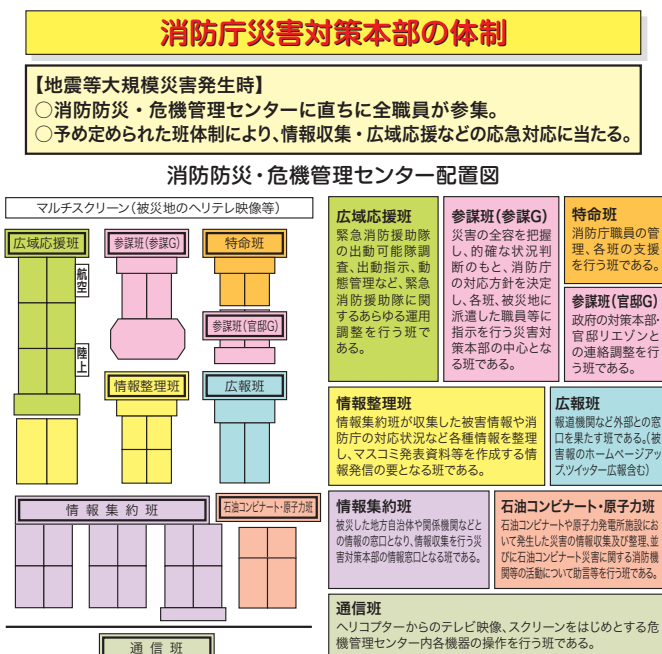 消防庁災害対策本部の体制
【地震等大規模災害発生時】
○消防防災・危機管理センターに直ちに全職員が参集。
○予め定められた班体制により、情報収集・広域応援などの応急対応に当たる。
消防防災・危機管理センター配置図
マルチスクリーン（被災地のヘリテレ映像等）
広域応援班
航空
陸上
参謀班（参謀G）
特命班
参謀班（官邸G）
情報整理班
広報班
情報集約班
石油コンビナート・原子力班
通信班
広域応援班
緊急消防援助隊
の出動可能隊調
査、出動指示、動
態管理など、緊急
消防援助隊に関
するあらゆる運用
調整を行う班で
ある。
参謀班（参謀G）
災害の全容を把握
し、的確な状況判
断のもと、消防庁
の対応方針を決定
し、各班、被災地に
派遣した職員等に
指示を行う災害対
策本部の中心とな
る班である。
特命班
消防庁職員の管
理、各班の支援
を行う班である。
参謀班（官邸G）
政府の対策本部・
官邸リエゾンと
の連絡調整を行
う班である。
情報整理班
情報集約班が収集した被害情報や消
防庁の対応状況など各種情報を整理
し、マスコミ発表資料等を作成する情
報発信の要となる班である。
広報班
報道機関など外部との窓
口を果たす班である。（被
害報のホームページアッ
プ、ツイッター広報含む）
情報集約班
被災した地方自治体や関係機関などと
の情報の窓口となり、情報収集を行う災
害対策本部の情報窓口となる班である。
石油コンビナート・原子力班
石油コンビナートや原子力発電所施設にお
いて発生した災害の情報収集及び整理、並
びに石油コンビナート災害に関する消防機
関等の活動について助言等を行う班である。
通信班
ヘリコプターからのテレビ映像、スクリーンをはじめとする危
機管理センター内各機器の操作を行う班である。